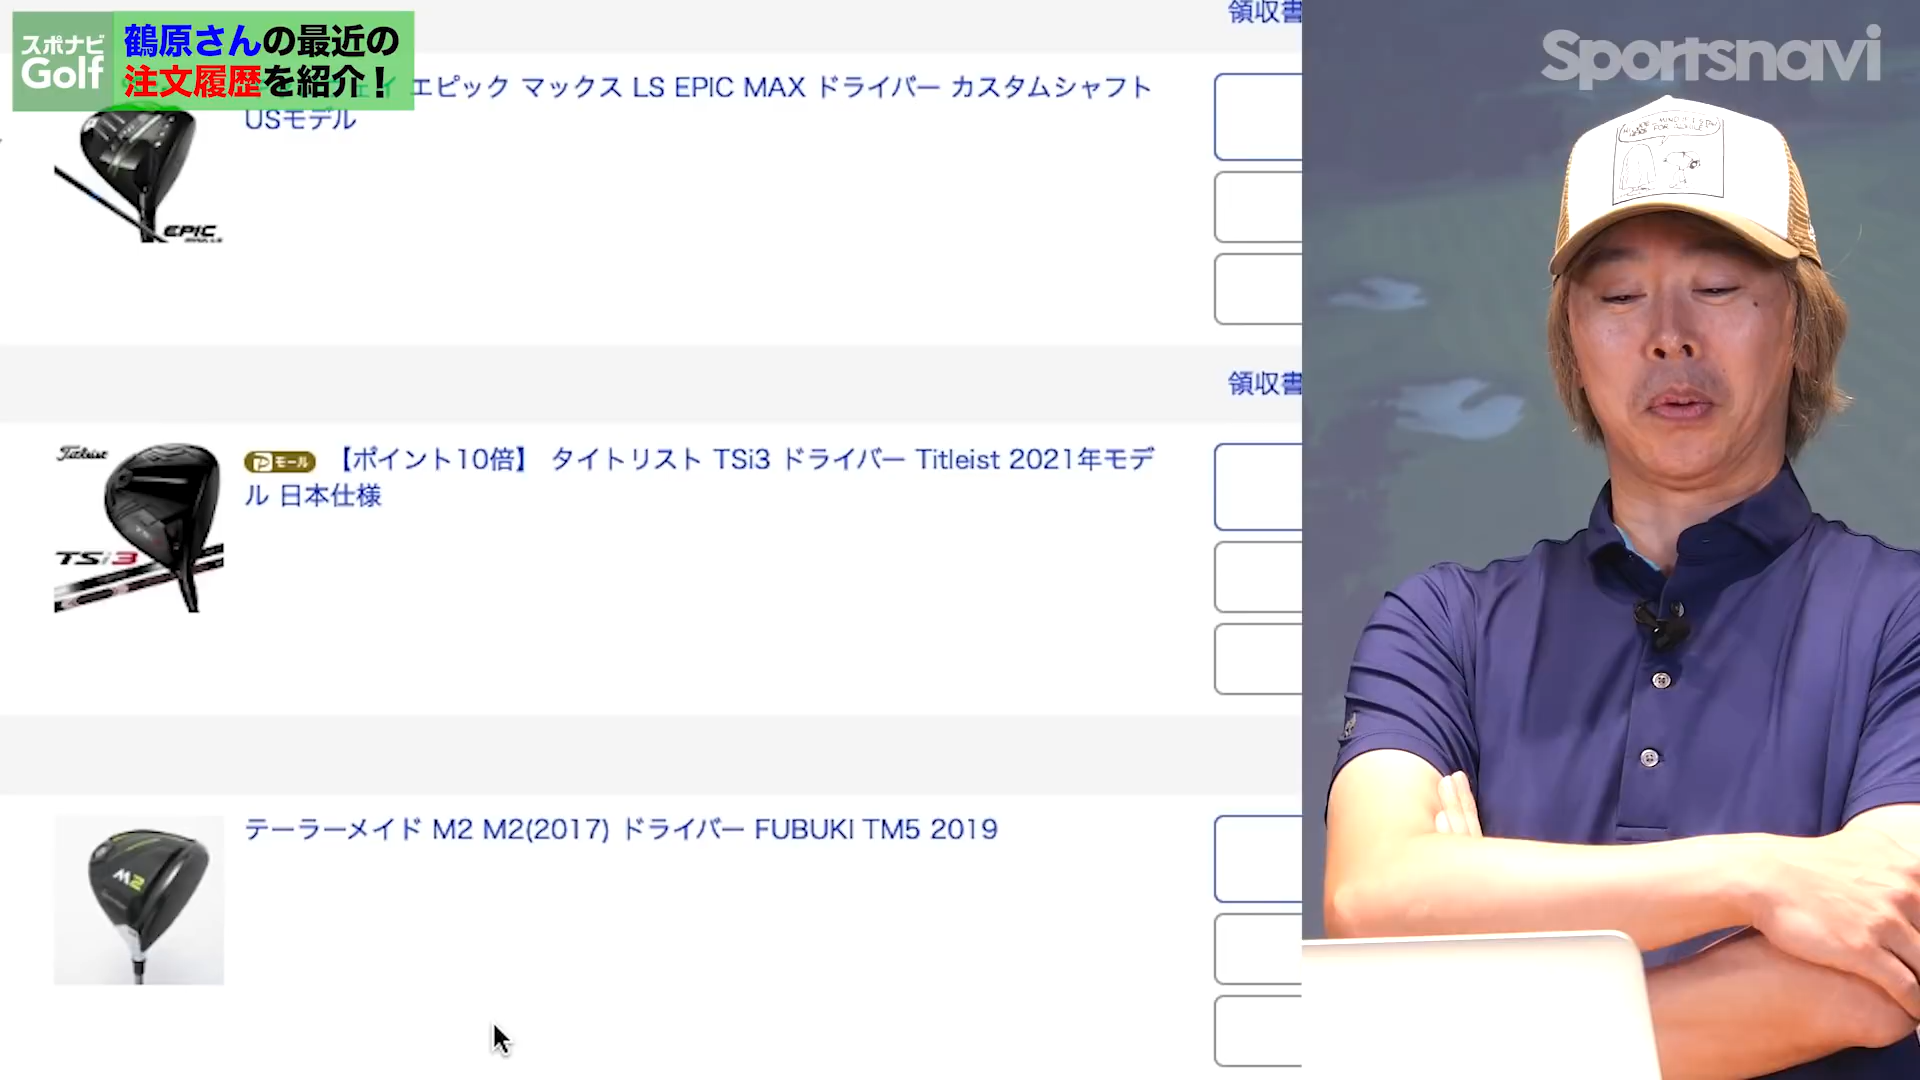 スポナビ
Golf
鶴原さんの最近の
注文履歴を紹介！
Sportsnavi
領収書
エピック マックス LS EPIC MAX ドライバー カスタムシャフト
USモデル
EPIC
領収書
Titleist
TSi3
モール 【ポイント10倍】 タイトリスト TSi3 ドライバー Titleist 2021年モデ
ル 日本仕様
テーラーメイド M2 M2(2017) ドライバー FUBUKI TM5 2019
M2